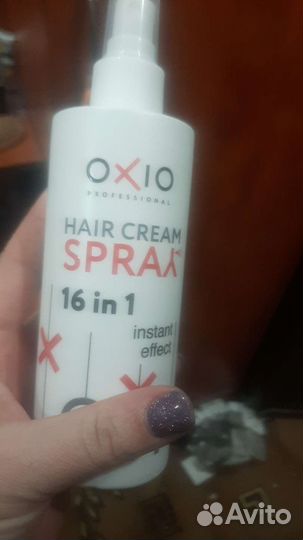 OXIO
PROFESSIONAL
HAIR CREAM
SPRAY
16 in 1
instant
effect
Avito